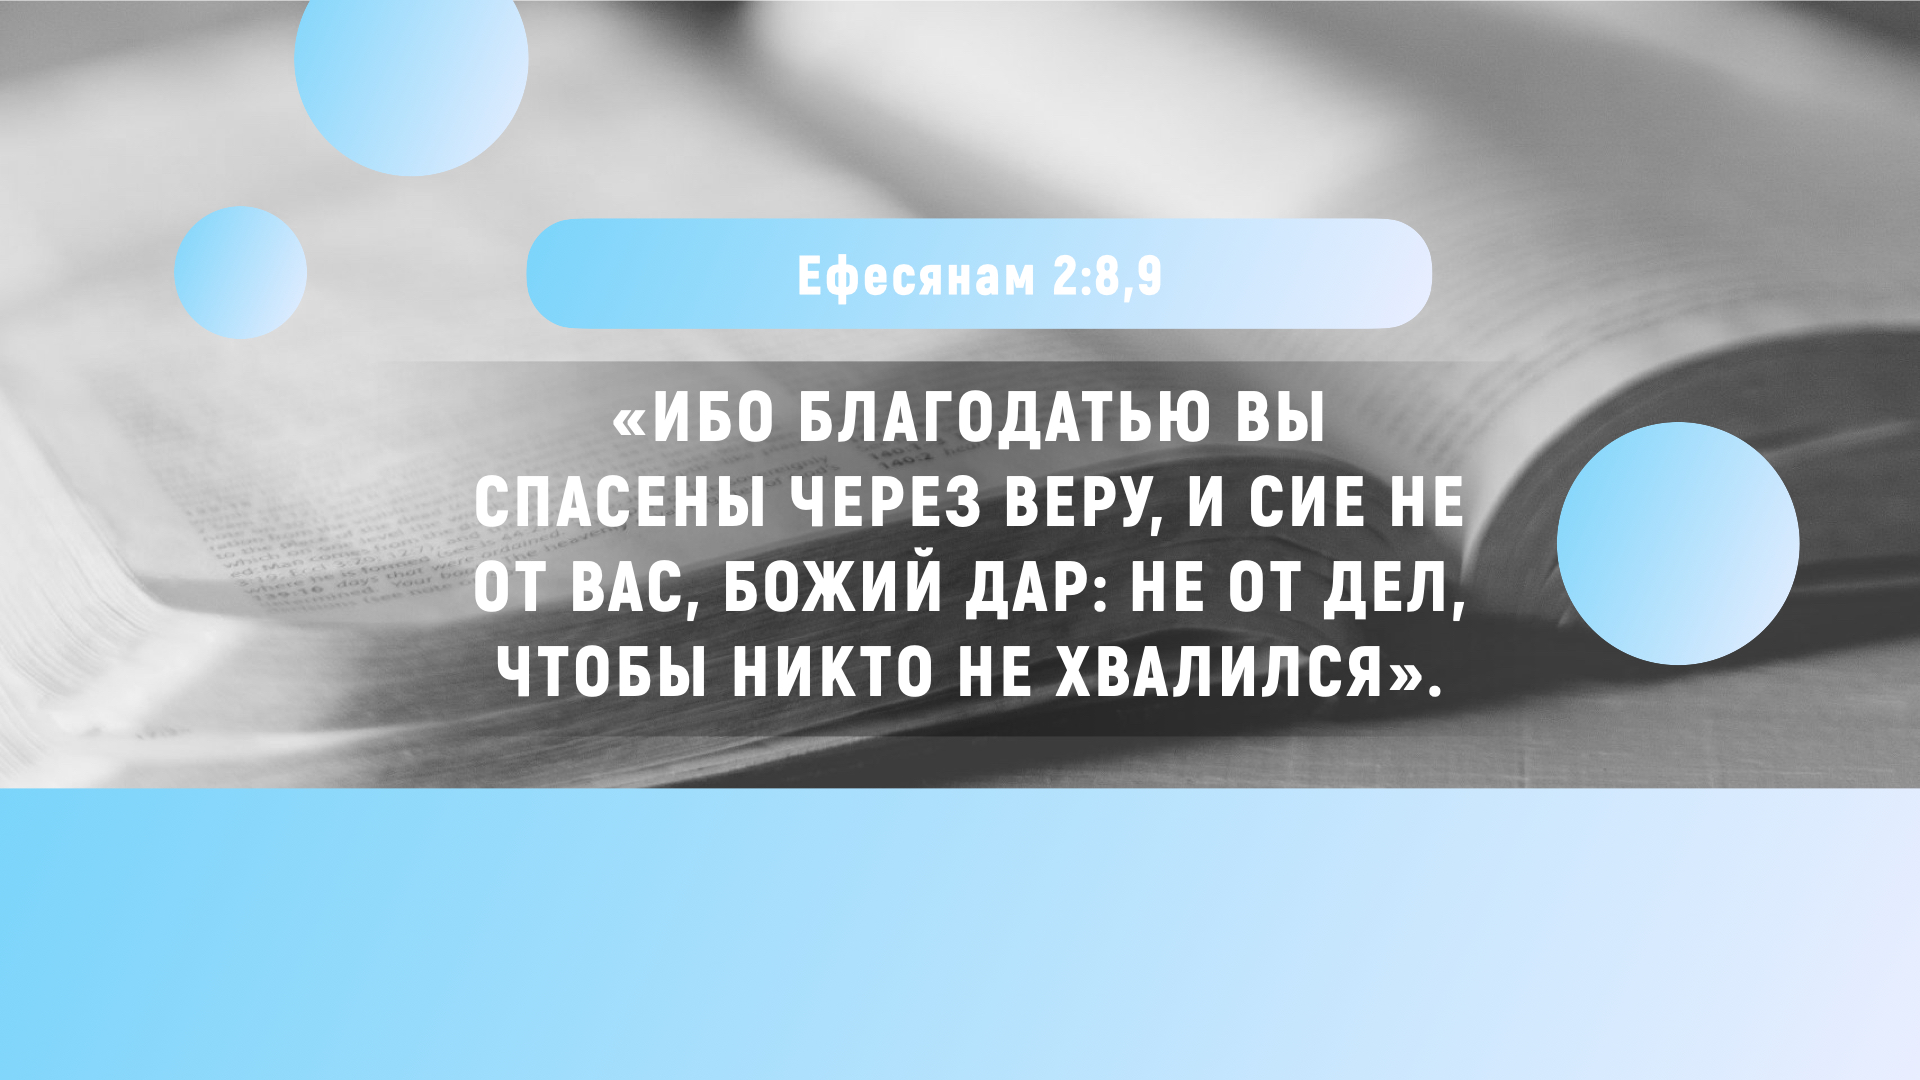 Ефесянам 2:8,9
«ИБО БЛАГОДАТЬЮ ВЫ
СПАСЕНЫ ЧЕРЕЗ ВЕРУ, И СИЕ НЕ
ОТ ВАС, БОЖИЙ ДАР: НЕ ОТ ДЕЛ,
ЧТОБЫ НИКТО НЕ ХВАЛИЛСЯ».